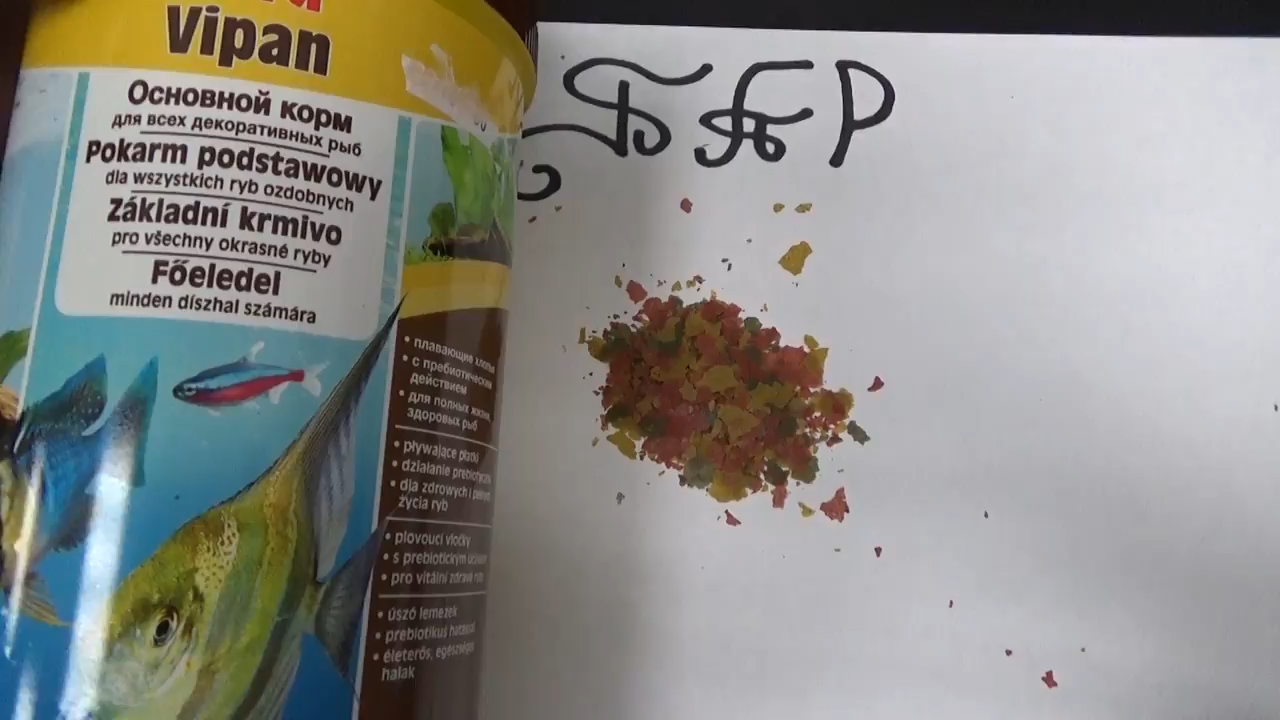 Vipan
Основной корм
для всех декоративных рыб
Pokarm podstawowy
dla wszystkich ryb ozdobnych
Základní krmivo
pro všechny okrasné ryby
Főeledel
minden díszhal számára
• плавающие хлопья
• с пребиотическим
действием
• для полных жизни,
здоровых рыб
• pływające płatki
• działanie prebiotyczne
• dla zdrowych i pełnych
życia ryb
• plovoucí vločky
• s prebiotickým účinkem
• pro vitální zdravé ryby
• úszó lemezek
• prebiotikus hatással
• életerős, egészséges
halak